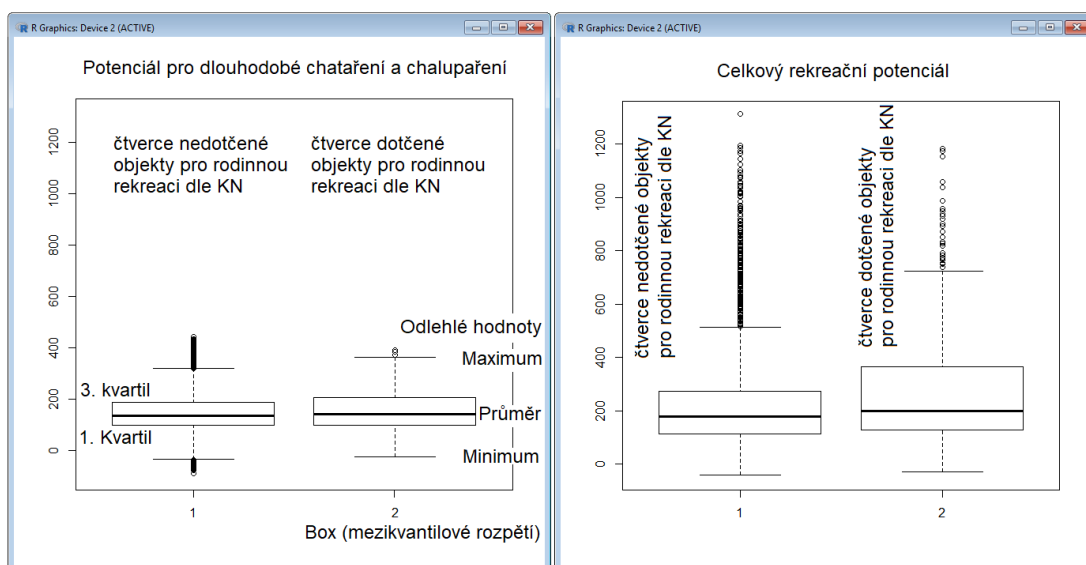 R Graphics: Device 2 (ACTIVE)
Potenciál pro dlouhodobé chataření a chalupaření
čtverce nedotčené
objekty pro rodinnou
rekreaci dle KN
čtverce dotčené
objekty pro rodinnou
rekreaci dle KN
1200
1000
800
600
400
200
0
Odlehlé hodnoty
Maximum
3. kvartil
Průměr
1. Kvartil
Minimum
1
2
Box (mezikvantilové rozpětí)
R Graphics: Device 2 (ACTIVE)
Celkový rekreační potenciál
čtverce nedotčené objekty
pro rodinnou rekreaci dle KN
čtverce dotčené objekty
pro rodinnou rekreaci dle KN
1200
1000
800
600
400
200
0
1
2